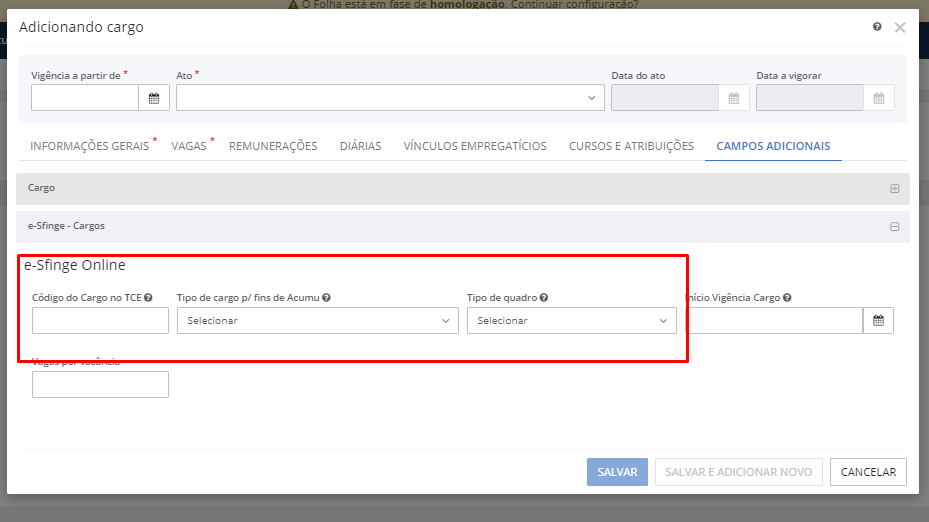 O Folha está em fase de homologação. Continuar configuração?
Adicionando cargo
Vigência a partir de * Ato * Data do ato Data a vigorar
INFORMAÇÕES GERAIS * VAGAS * REMUNERAÇÕES DIÁRIAS VÍNCULOS EMPREGATÍCIOS CURSOS E ATRIBUIÇÕES CAMPOS ADICIONAIS
Cargo
e-Sfinge - Cargos
e-Sfinge Online
Código do Cargo no TCE Tipo de cargo p/ fins de Acumu Tipo de quadro Início Vigência Cargo
Selecionar Selecionar
Vagas por vacância
SALVAR SALVAR E ADICIONAR NOVO CANCELAR